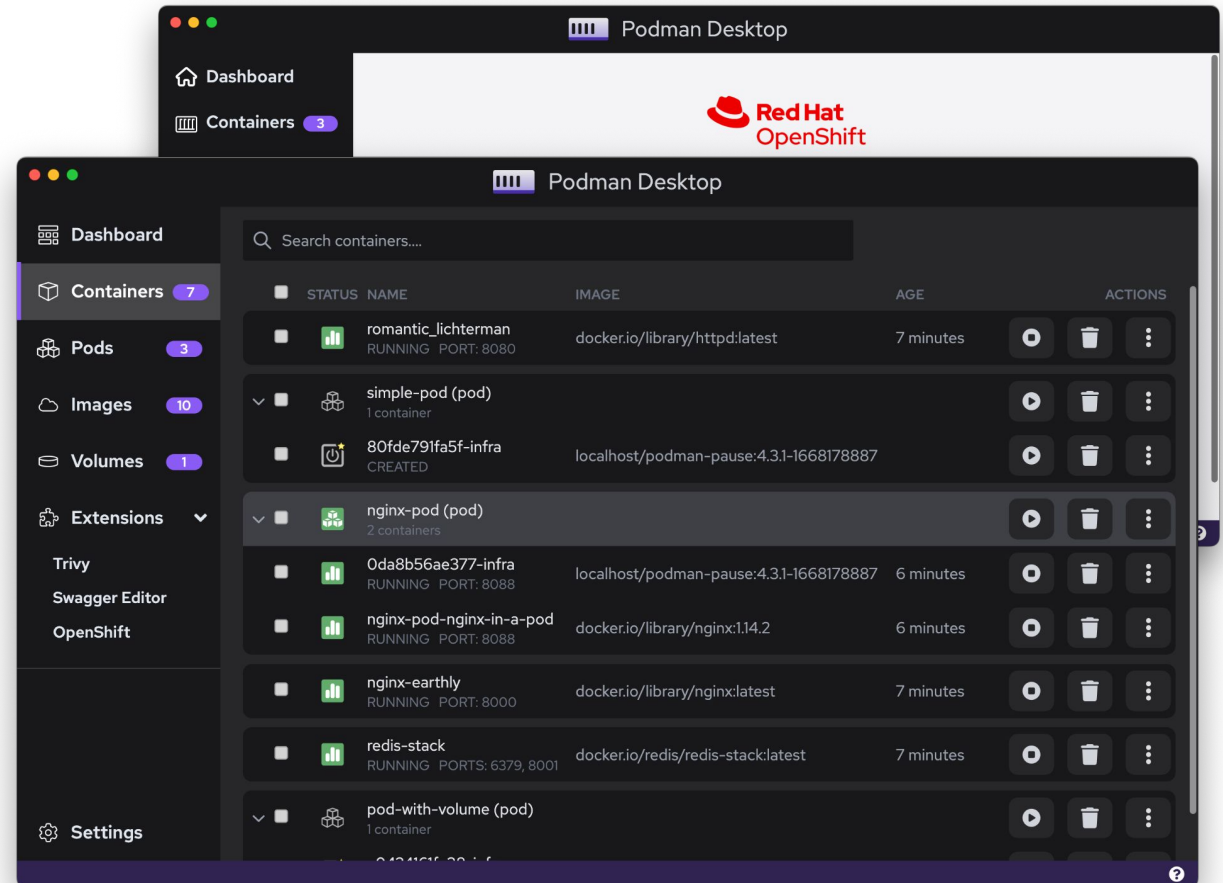 Podman Desktop
Dashboard
Containers 3
Red Hat
OpenShift
Podman Desktop
Dashboard
Containers 7
Pods 3
Images 10
Volumes 1
Extensions
Trivy
Swagger Editor
OpenShift
Settings
Search containers....
STATUS NAME IMAGE AGE ACTIONS
romantic_lichterman
RUNNING PORT: 8080
docker.io/library/httpd:latest
7 minutes
simple-pod (pod)
1 container
80fde791fa5f-infra
CREATED
localhost/podman-pause:4.3.1-1668178887
nginx-pod (pod)
2 containers
0da8b56ae377-infra
RUNNING PORT: 8088
localhost/podman-pause:4.3.1-1668178887
6 minutes
nginx-pod-nginx-in-a-pod
RUNNING PORT: 8088
docker.io/library/nginx:1.14.2
6 minutes
nginx-earthly
RUNNING PORT: 8000
docker.io/library/nginx:latest
7 minutes
redis-stack
RUNNING PORTS: 6379, 8001
docker.io/redis/redis-stack:latest
7 minutes
pod-with-volume (pod)
1 container